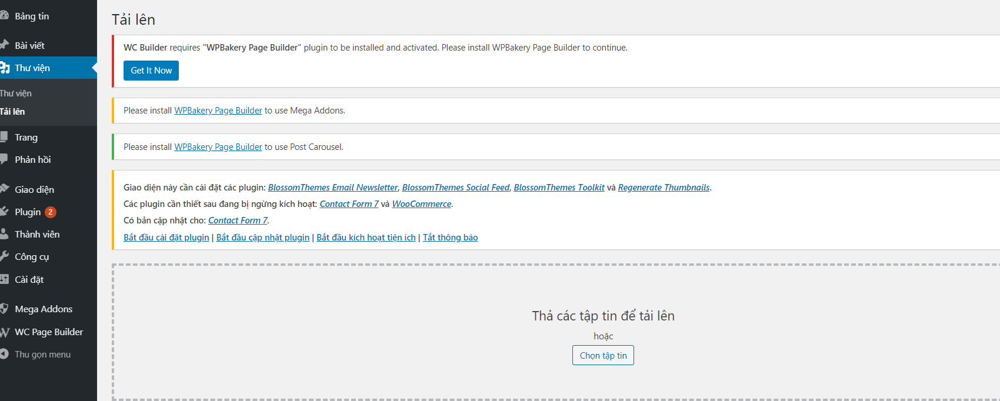 Bảng tin
Bài viết
Thư viện
Thư viện
Tải lên
Trang
Phản hồi
Giao diện
Plugin 2
Thành viên
Công cụ
Cài đặt
Mega Addons
WC Page Builder
Thu gọn menu
Tải lên
WC Builder requires "WPBakery Page Builder" plugin to be installed and activated. Please install WPBakery Page Builder to continue.
Get It Now
Please install WPBakery Page Builder to use Mega Addons.
Please install WPBakery Page Builder to use Post Carousel.
Giao diện này cần cài đặt các plugin: BlossomThemes Email Newsletter, BlossomThemes Social Feed, BlossomThemes Toolkit và Regenerate Thumbnails.
Các plugin cần thiết sau đang bị ngừng kích hoạt: Contact Form 7 và WooCommerce.
Có bản cập nhật cho: Contact Form 7.
Bắt đầu cài đặt plugin | Bắt đầu cập nhật plugin | Bắt đầu kích hoạt tiện ích | Tắt thông báo
Thả các tập tin để tải lên
hoặc
Chọn tập tin